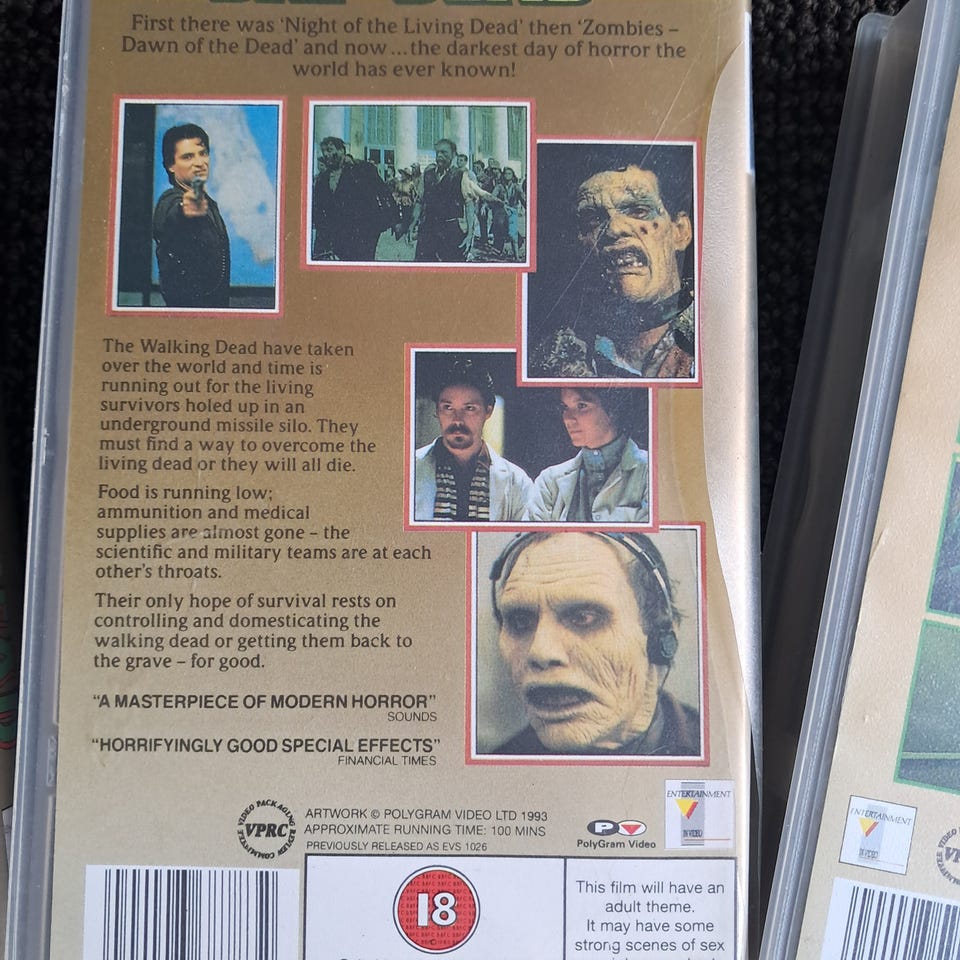 First there was 'Night of the Living Dead' then 'Zombies –
Dawn of the Dead' and now ...the darkest day of horror the
world has ever known!
The Walking Dead have taken
over the world and time is
running out for the living
survivors holed up in an
underground missile silo. They
must find a way to overcome the
living dead or they will all die.
Food is running low;
ammunition and medical
supplies are almost gone – the
scientific and military teams are at each
other's throats.
Their only hope of survival rests on
controlling and domesticating the
walking dead or getting them back to
the grave – for good.
"A MASTERPIECE OF MODERN HORROR"
SOUNDS
"HORRIFYINGLY GOOD SPECIAL EFFECTS"
FINANCIAL TIMES
VIDEO PACKAGING REVIEW COMMITTEE
VPRC
ARTWORK © POLYGRAM VIDEO LTD 1993
APPROXIMATE RUNNING TIME: 100 MINS
PREVIOUSLY RELEASED AS EVS 1026
P V
PolyGram Video
ENTERTAINMENT
IN VIDEO
18
This film will have an
adult theme.
It may have some
strong scenes of sex
ENTERTAINMENT
IN VIDEO